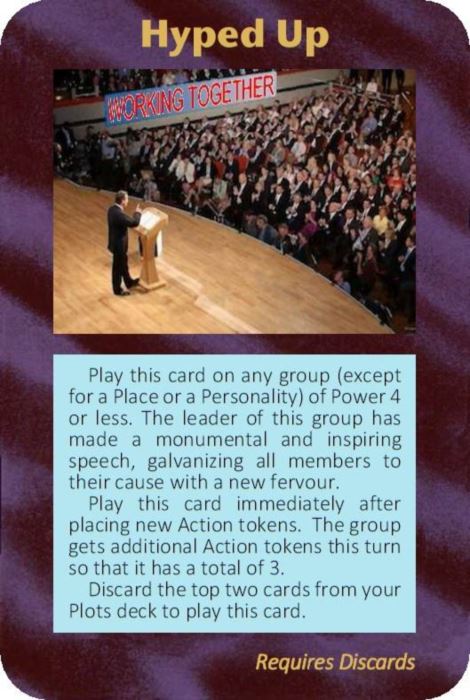 Hyped Up
WORKING TOGETHER
Play this card on any group (except
for a Place or a Personality) of Power 4
or less. The leader of this group has
made a monumental and inspiring
speech, galvanizing all members to
their cause with a new fervour.
Play this card immediately after
placing new Action tokens. The group
gets additional Action tokens this turn
so that it has a total of 3.
Discard the top two cards from your
Plots deck to play this card.
Requires Discards